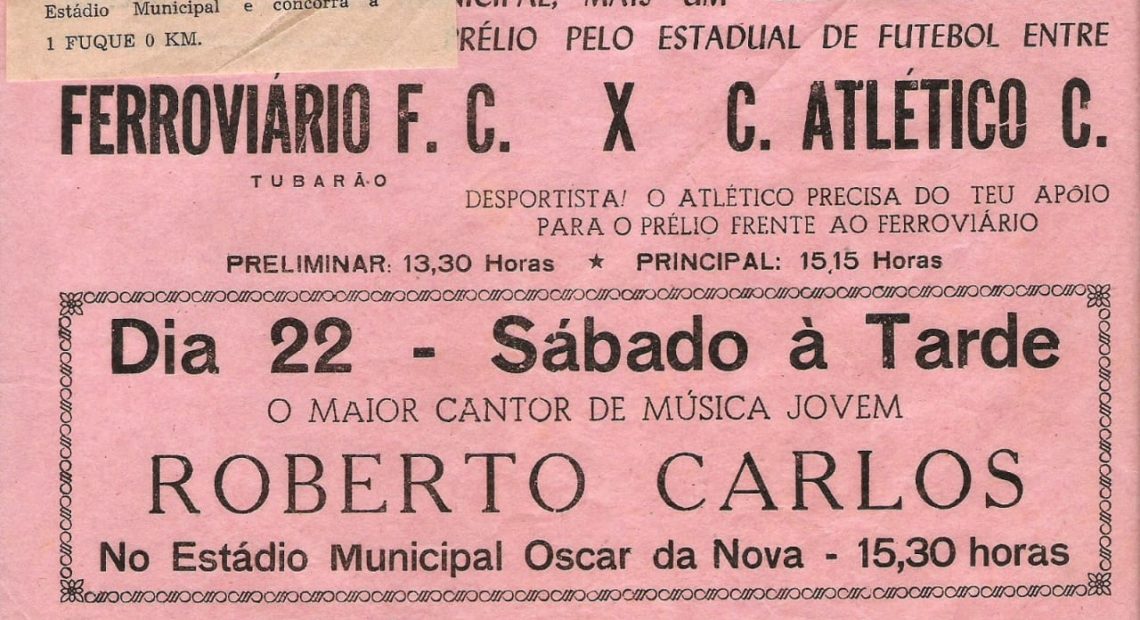 Estádio Municipal e concorra a
1 FUQUE 0 KM.
MAIS UM
PRÉLIO PELO ESTADUAL DE FUTEBOL ENTRE
FERROVIÁRIO F. C. X C. ATLÉTICO C.
TUBARÃO
DESPORTISTA! O ATLÉTICO PRECISA DO TEU APÔIO
PARA O PRÉLIO FRENTE AO FERROVIÁRIO
PRELIMINAR: 13,30 Horas ★ PRINCIPAL: 15,15 Horas
Dia 22 - Sábado à Tarde
O MAIOR CANTOR DE MÚSICA JOVEM
ROBERTO CARLOS
No Estádio Municipal Oscar da Nova - 15,30 horas